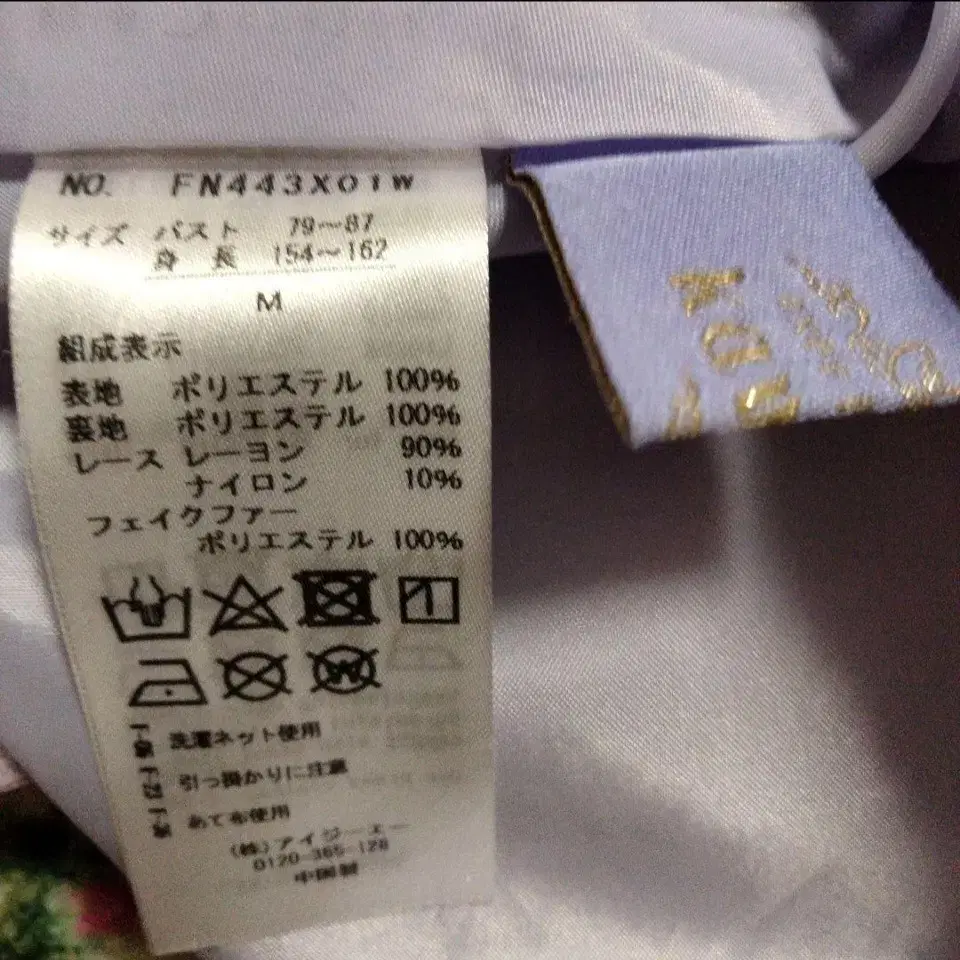 NO. FN443X01W
サイズ バスト 79～87
身長 154～162
M
組成表示
表地 ポリエステル 100%
裏地 ポリエステル 100%
レース レーヨン 90%
ナイロン 10%
フェイクファー
ポリエステル 100%
W
洗濯ネット使用
引っ掛かりに注意
あて布使用
(株)アイジーエー
0120-365-128
中国製